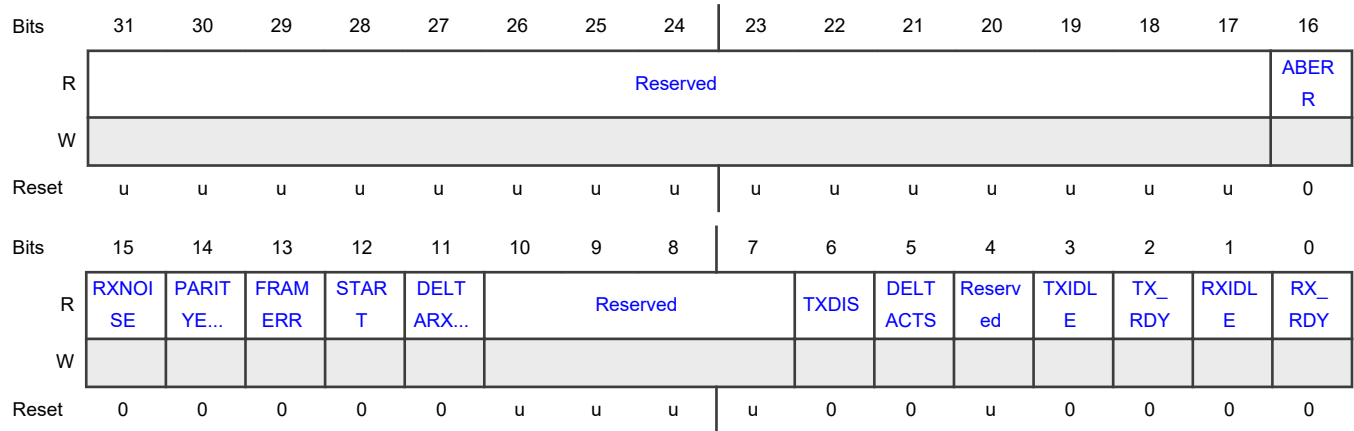 Bits 31 30 29 28 27 26 25 24 23 22 21 20 19 18 17 16
R Reserved ABER
R
W
Reset u u u u u u u u u u u u u u u 0
Bits 15 14 13 12 11 10 9 8 7 6 5 4 3 2 1 0
R RXNOI PARIT FRAM STAR DELT Reserved TXDIS DELT Reserv TXIDL TX_ RXIDL RX_
SE YE... ERR T ARX... ACTS ed E RDY E RDY
W
Reset 0 0 0 0 0 u u u u 0 0 u 0 0 0 0